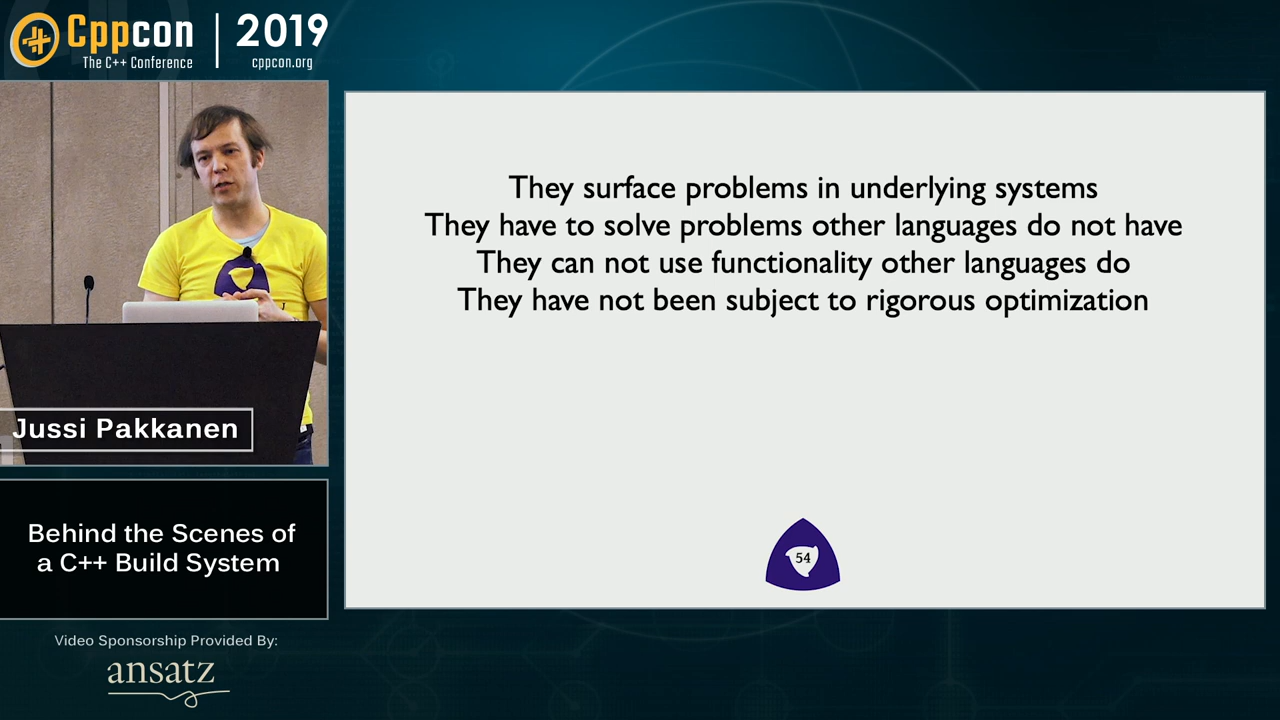 Cppcon
The C++ Conference
2019
cppcon.org
They surface problems in underlying systems
They have to solve problems other languages do not have
They can not use functionality other languages do
They have not been subject to rigorous optimization
54
Jussi Pakkanen
Behind the Scenes of
a C++ Build System
Video Sponsorship Provided By:
ansatz